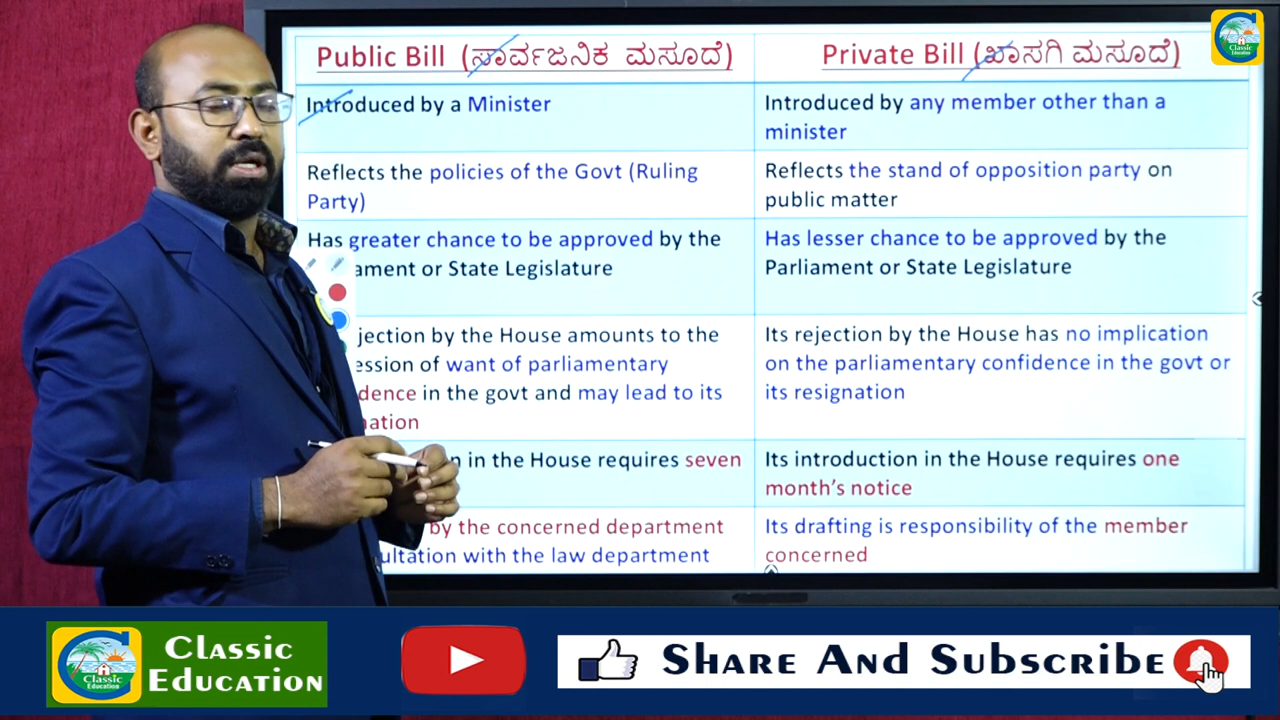 Public Bill (ಸಾರ್ವಜನಿಕ ಮಸೂದೆ)
Private Bill (ಖಾಸಗಿ ಮಸೂದೆ)
Introduced by a Minister
Introduced by any member other than a
minister
Reflects the policies of the Govt (Ruling
Party)
Reflects the stand of opposition party on
public matter
Has greater chance to be approved by the
ament or State Legislature
Has lesser chance to be approved by the
Parliament or State Legislature
jection by the House amounts to the
ession of want of parliamentary
dence in the govt and may lead to its
nation
Its rejection by the House has no implication
on the parliamentary confidence in the govt or
its resignation
n in the House requires seven
Its introduction in the House requires one
month's notice
by the concerned department
ultation with the law department
Its drafting is responsibility of the member
concerned
Classic
Education
Classic
Education
Classic
Education
Share And Subscribe